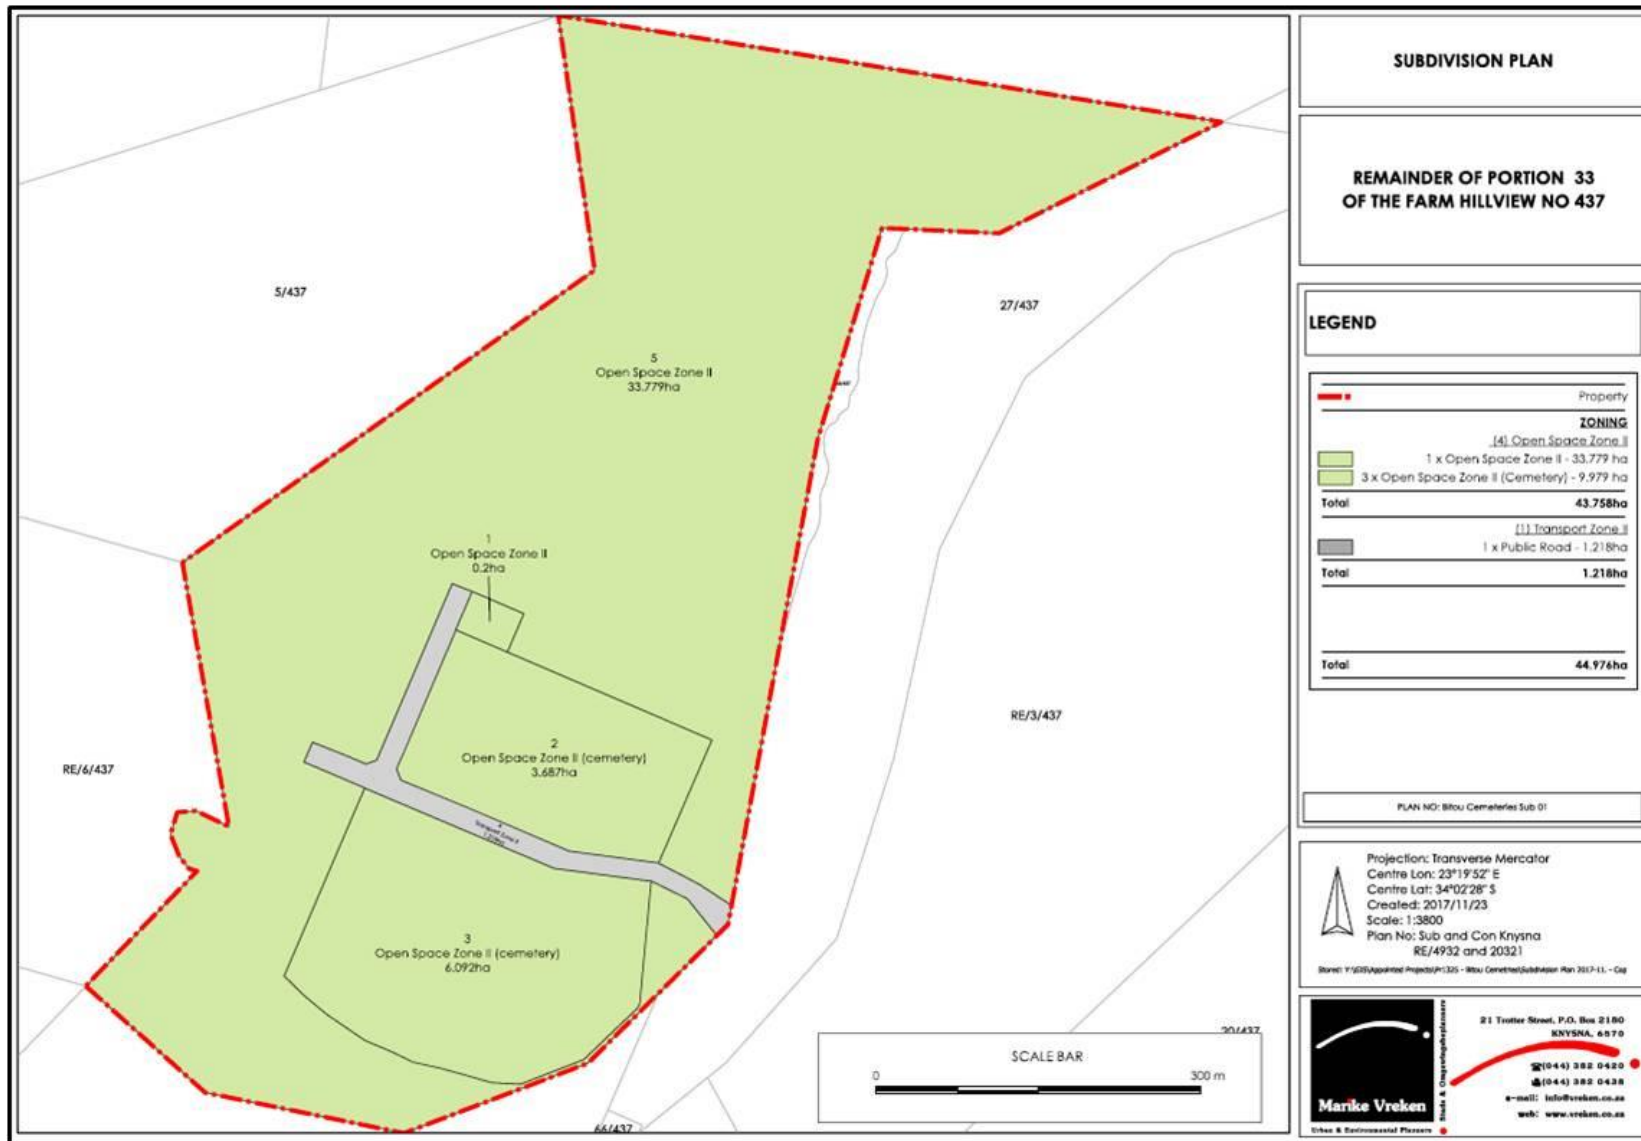 SUBDIVISION PLAN
REMAINDER OF PORTION 33
OF THE FARM HILLVIEW NO 437
LEGEND
Property
ZONING
(4) Open Space Zone II
1 x Open Space Zone II - 33.779 ha
3 x Open Space Zone II (Cemetery) - 9.979 ha
Total 43.758ha
(1) Transport Zone II
1 x Public Road - 1.218ha
Total 1.218ha
Total 44.976ha
PLAN NO: Bitou Cemeteries Sub 01
Projection: Transverse Mercator
Centre Lon: 23°19'52" E
Centre Lat: 34°02'28" S
Created: 2017/11/23
Scale: 1:3800
Plan No: Sub and Con Knysna
RE/4932 and 20321
21 Trotter Street, P.O. Box 2180
KNYSNA, 6570
(044) 382 0420
(044) 382 0438
e-mail: info@vreken.co.za
web: www.vreken.co.za
Marike Vreken
Urban & Environmental Planners
Stads & Omgewingsbeplanners
5/437
27/437
5
Open Space Zone II
33.779ha
1
Open Space Zone II
0.2ha
RE/3/437
2
Open Space Zone II (cemetery)
3.687ha
RE/6/437
4
Transport Zone II
3
Open Space Zone II (cemetery)
6.092ha
20/437
SCALE BAR
0 300 m
66/437